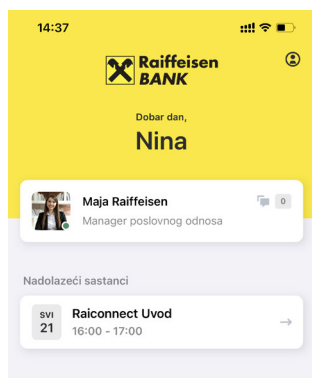 14:37
Raiffeisen
BANK
Dobar dan,
Nina
Maja Raiffeisen
0
Manager poslovnog odnosa
Nadolazeći sastanci
SVI
21
Raiconnect Uvod
16:00 - 17:00